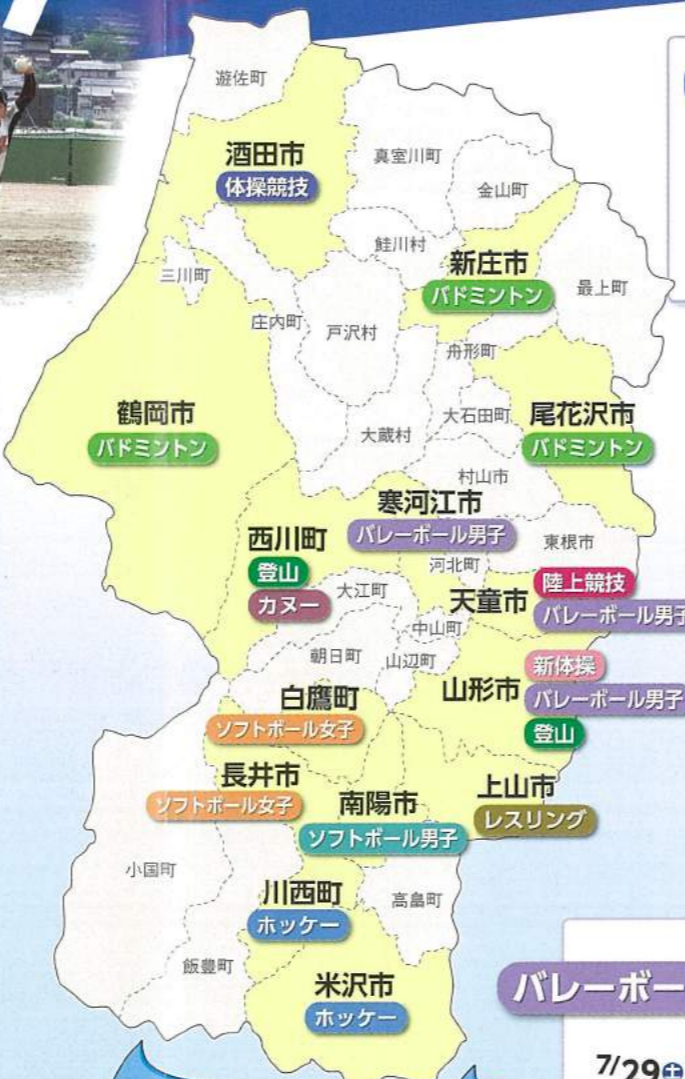 遊佐町
酒田市
体操競技
真室川町
金山町
鮭川村
新庄市
バドミントン
最上町
三川町
庄内町
戸沢村
舟形町
鶴岡市
バドミントン
大蔵村
大石田町
尾花沢市
バドミントン
村山市
寒河江市
バレーボール男子
西川町
登山
カヌー
河北町
東根市
大江町
天童市
陸上競技
バレーボール男子
中山町
朝日町
山辺町
山形市
新体操
バレーボール男子
登山
白鷹町
ソフトボール女子
長井市
ソフトボール女子
南陽市
ソフトボール男子
上山市
レスリング
小国町
川西町
ホッケー
高畠町
飯豊町
米沢市
ホッケー
バレーボー
7/29土